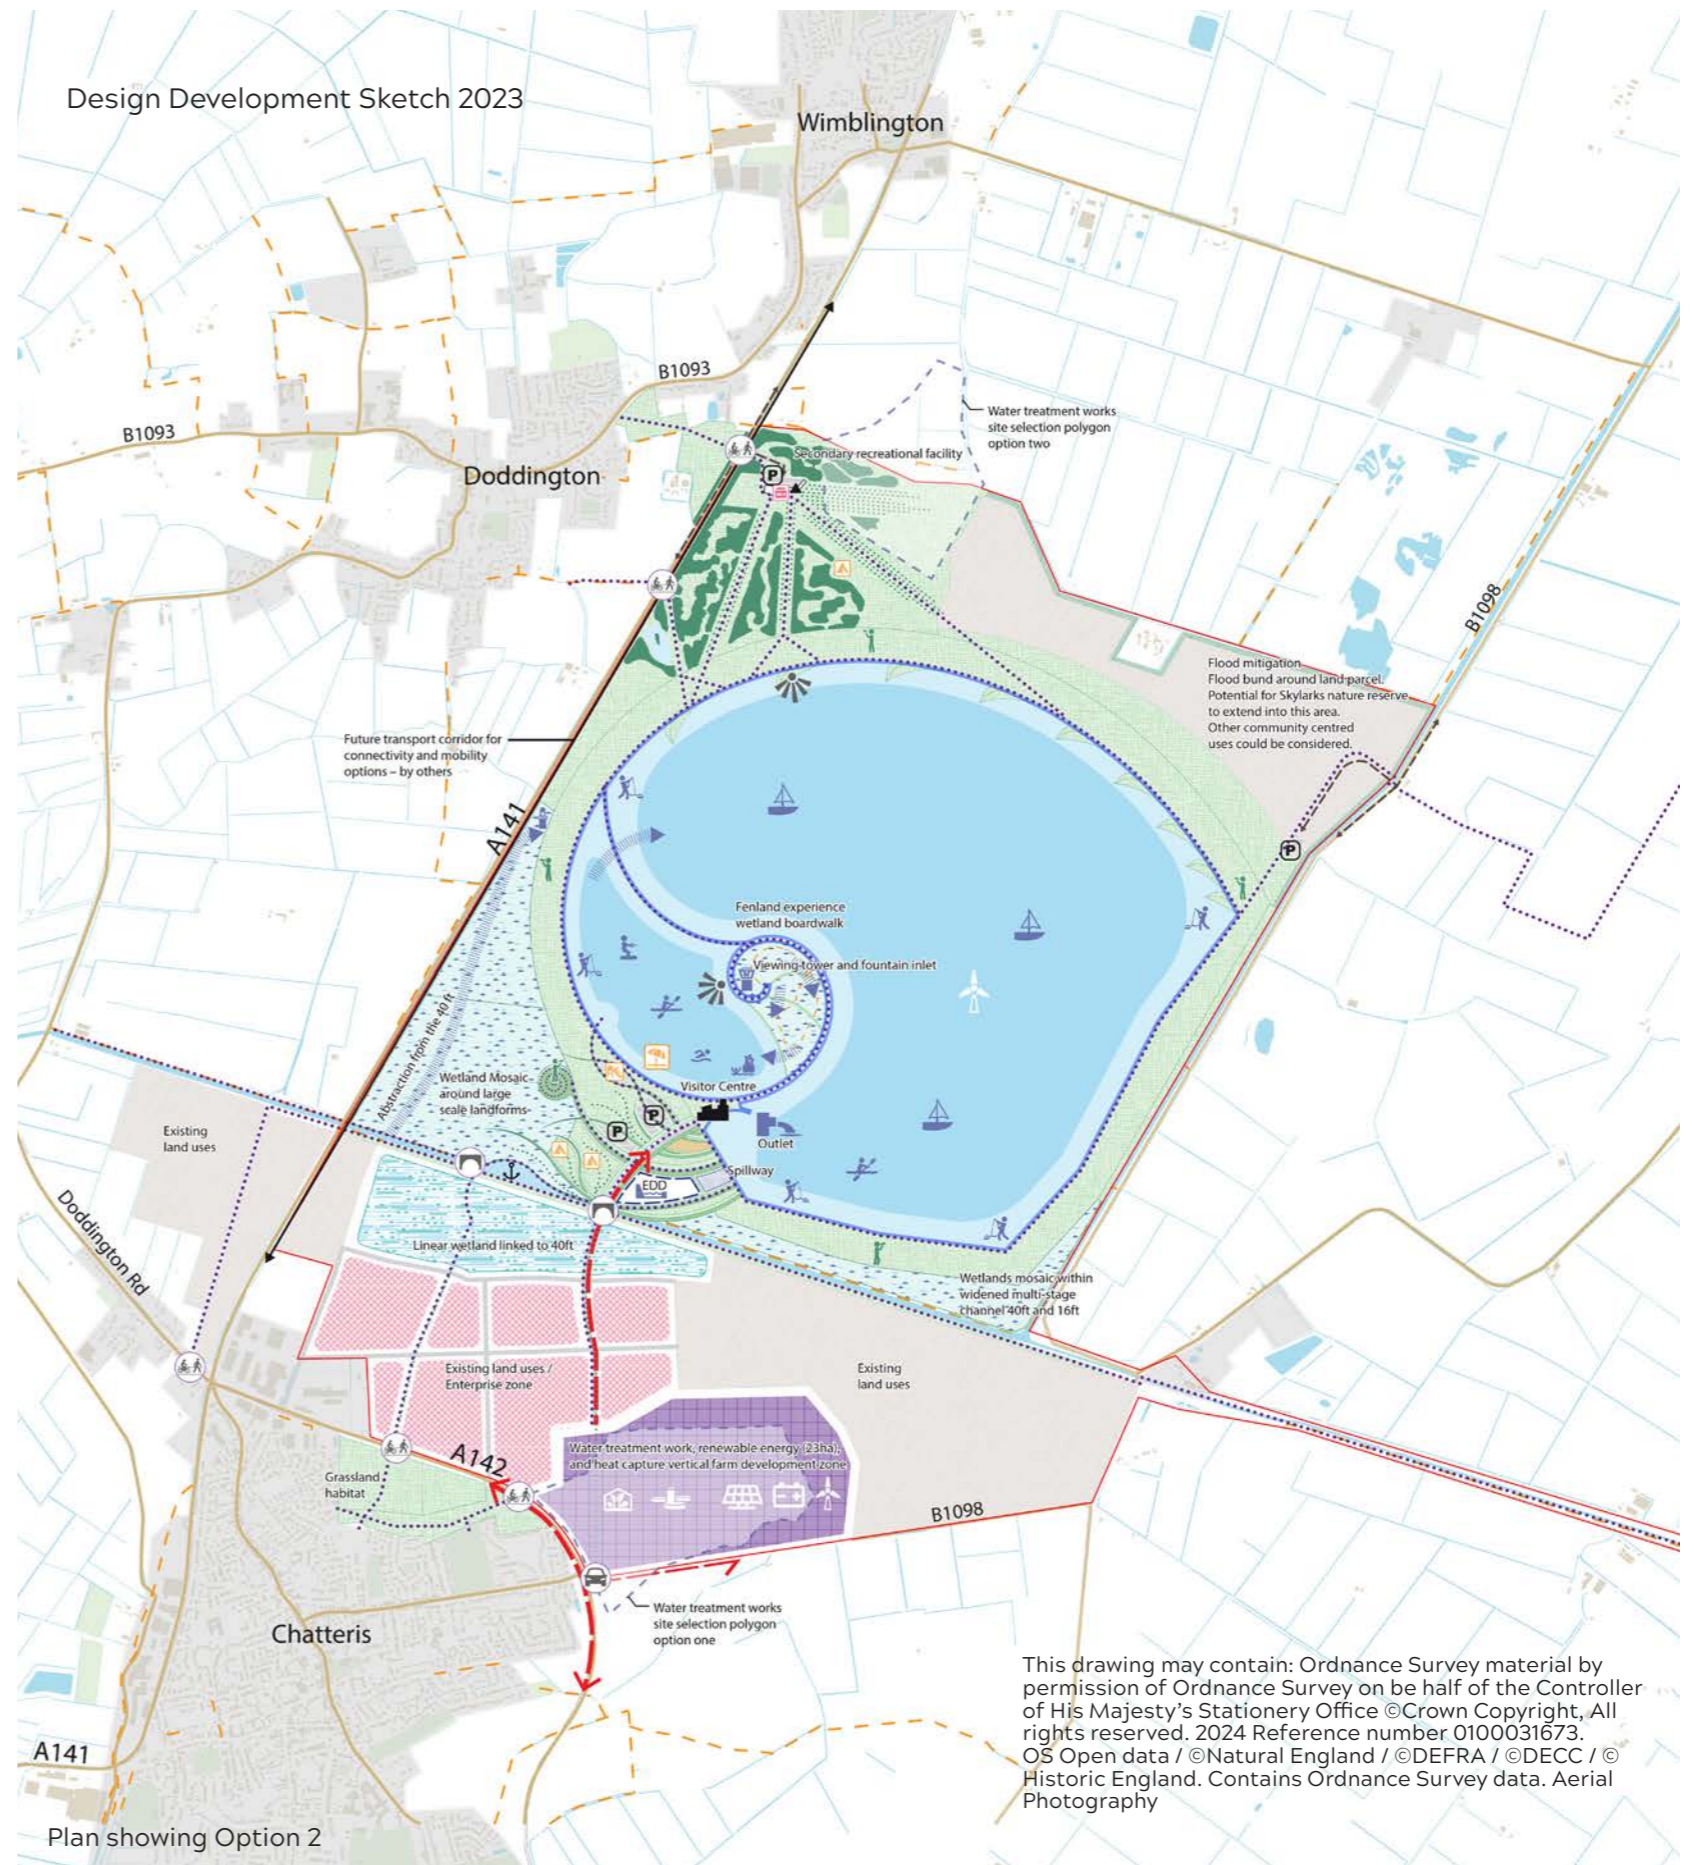 Design Development Sketch 2023
Wimblington
B1093
Water treatment works
site selection polygon
option two
B1093
Secondary recreational facility
Doddington
P
B1098
Flood mitigation
Flood bund around land parcel.
Potential for Skylarks nature reserve
to extend into this area.
Other community centred
uses could be considered.
Future transport corridor for
connectivity and mobility
options – by others
A141
P
Fenland experience
wetland boardwalk
Viewing tower and fountain inlet
Abstraction from the 40 ft
Wetland Mosaic
around large
scale landforms
Visitor Centre
P
P
Existing
land uses
Outlet
Spillway
EDD
Doddington Rd
Linear wetland linked to 40ft
Wetlands mosaic within
widened multi-stage
channel 40ft and 16ft
Existing land uses /
Enterprise zone
Existing
land uses
A142
Water treatment work, renewable energy (23ha),
and heat capture vertical farm development zone
Grassland
habitat
B1098
Water treatment works
site selection polygon
option one
Chatteris
This drawing may contain: Ordnance Survey material by
permission of Ordnance Survey on be half of the Controller
of His Majesty's Stationery Office ©Crown Copyright, All
rights reserved. 2024 Reference number 0100031673.
OS Open data / ©Natural England / ©DEFRA / ©DECC / ©
Historic England. Contains Ordnance Survey data. Aerial
Photography
A141
Plan showing Option 2